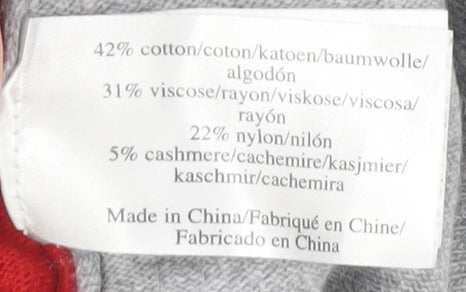 42% cotton/coton/katoen/baumwolle/
algodón
31% viscose/rayon/viskose/viscosa/
rayón
22% nylon/nilón
5% cashmere/cachemire/kasjmier/
kaschmir/cachemira
Made in China/Fabriqué en Chine/
Fabricado en China